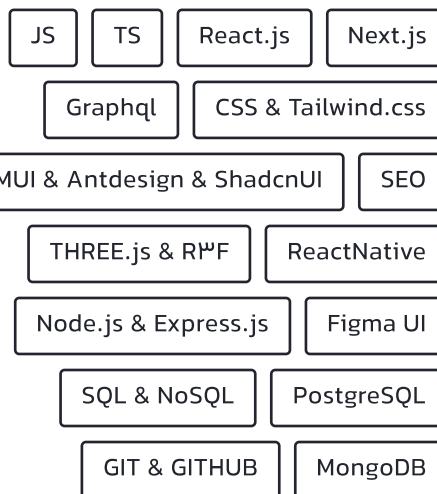 JS TS React.js Next.js
Graphql CSS & Tailwind.css
MUI & Antdesign & ShadcnUI SEO
THREE.js & R۳F ReactNative
Node.js & Express.js Figma UI
SQL & NoSQL PostgreSQL
GIT & GITHUB MongoDB